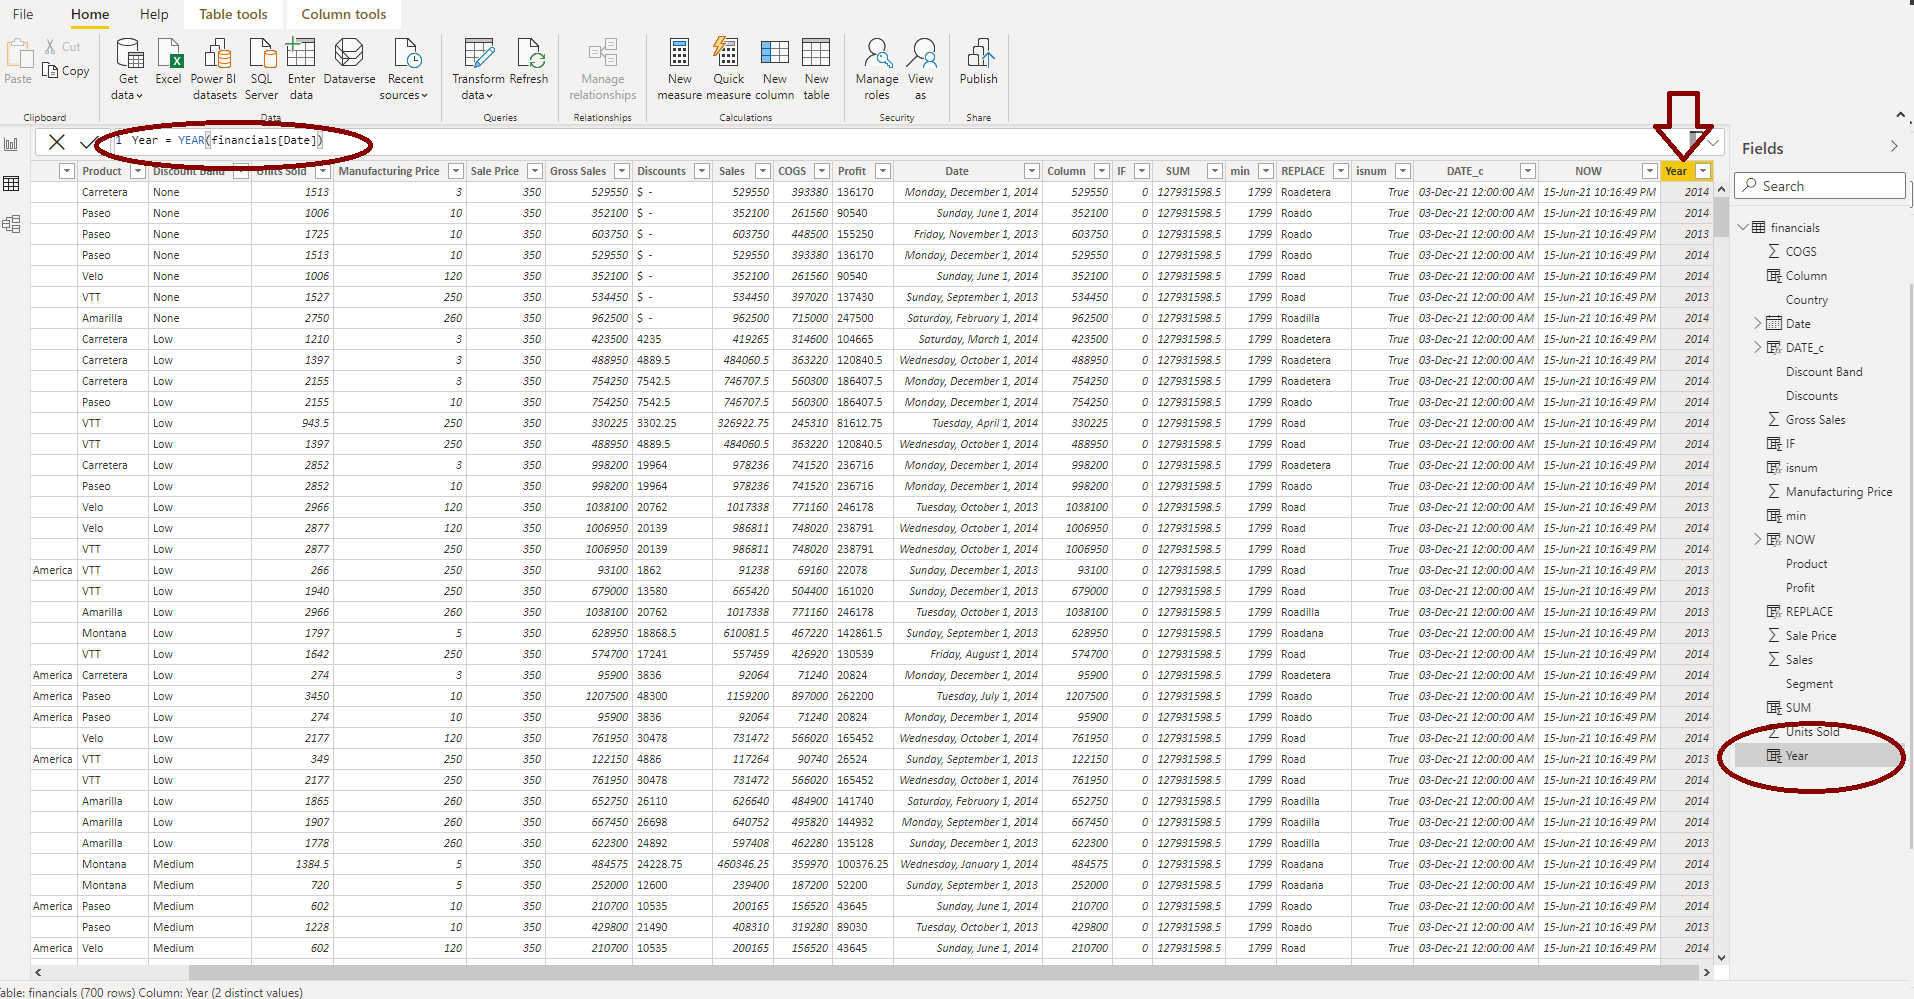 File Home Help Table tools Column tools
Paste Cut Copy Get data Excel Power BI datasets SQL Server Enter data Dataverse Recent sources Transform data Refresh Manage relationships New measure Quick measure New column New table Manage roles View as Publish
Clipboard Data Queries Relationships Calculations Security Share
1 Year = YEAR(financials[Date])
Product Discount Band Units Sold Manufacturing Price Sale Price Gross Sales Discounts Sales COGS Profit Date Column IF SUM min REPLACE isnum DATE_c NOW Year
Carretera None 1513 3 350 529550 $ - 529550 393380 136170 Monday, December 1, 2014 529550 0 127931598.5 1799 Roadetera True 03-Dec-21 12:00:00 AM 15-Jun-21 10:16:49 PM 2014
Paseo None 1006 10 350 352100 $ - 352100 261560 90540 Sunday, June 1, 2014 352100 0 127931598.5 1799 Roado True 03-Dec-21 12:00:00 AM 15-Jun-21 10:16:49 PM 2014
Paseo None 1725 10 350 603750 $ - 603750 448500 155250 Friday, November 1, 2013 603750 0 127931598.5 1799 Roado True 03-Dec-21 12:00:00 AM 15-Jun-21 10:16:49 PM 2013
Paseo None 1513 10 350 529550 $ - 529550 393380 136170 Monday, December 1, 2014 529550 0 127931598.5 1799 Roado True 03-Dec-21 12:00:00 AM 15-Jun-21 10:16:49 PM 2014
Velo None 1006 120 350 352100 $ - 352100 261560 90540 Sunday, June 1, 2014 352100 0 127931598.5 1799 Road True 03-Dec-21 12:00:00 AM 15-Jun-21 10:16:49 PM 2014
VTT None 1527 250 350 534450 $ - 534450 397020 137430 Sunday, September 1, 2013 534450 0 127931598.5 1799 Road True 03-Dec-21 12:00:00 AM 15-Jun-21 10:16:49 PM 2013
Amarilla None 2750 260 350 962500 $ - 962500 715000 247500 Saturday, February 1, 2014 962500 0 127931598.5 1799 Roadilla True 03-Dec-21 12:00:00 AM 15-Jun-21 10:16:49 PM 2014
Carretera Low 1210 3 350 423500 4235 419265 314600 104665 Saturday, March 1, 2014 423500 0 127931598.5 1799 Roadetera True 03-Dec-21 12:00:00 AM 15-Jun-21 10:16:49 PM 2014
Carretera Low 1397 3 350 488950 4889.5 484060.5 363220 120840.5 Wednesday, October 1, 2014 488950 0 127931598.5 1799 Roadetera True 03-Dec-21 12:00:00 AM 15-Jun-21 10:16:49 PM 2014
Carretera Low 2155 3 350 754250 7542.5 746707.5 560300 186407.5 Monday, December 1, 2014 754250 0 127931598.5 1799 Roadetera True 03-Dec-21 12:00:00 AM 15-Jun-21 10:16:49 PM 2014
Paseo Low 2155 10 350 754250 7542.5 746707.5 560300 186407.5 Monday, December 1, 2014 754250 0 127931598.5 1799 Roado True 03-Dec-21 12:00:00 AM 15-Jun-21 10:16:49 PM 2014
VTT Low 943.5 250 350 330225 3302.25 326922.75 245310 81612.75 Tuesday, April 1, 2014 330225 0 127931598.5 1799 Road True 03-Dec-21 12:00:00 AM 15-Jun-21 10:16:49 PM 2014
VTT Low 1397 250 350 488950 4889.5 484060.5 363220 120840.5 Wednesday, October 1, 2014 488950 0 127931598.5 1799 Road True 03-Dec-21 12:00:00 AM 15-Jun-21 10:16:49 PM 2014
Carretera Low 2852 3 350 998200 19964 978236 741520 236716 Monday, December 1, 2014 998200 0 127931598.5 1799 Roadetera True 03-Dec-21 12:00:00 AM 15-Jun-21 10:16:49 PM 2014
Paseo Low 2852 10 350 998200 19964 978236 741520 236716 Monday, December 1, 2014 998200 0 127931598.5 1799 Roado True 03-Dec-21 12:00:00 AM 15-Jun-21 10:16:49 PM 2014
Velo Low 2966 120 350 1038100 20762 1017338 771160 246178 Tuesday, October 1, 2013 1038100 0 127931598.5 1799 Road True 03-Dec-21 12:00:00 AM 15-Jun-21 10:16:49 PM 2013
Velo Low 2877 120 350 1006950 20139 986811 748020 238791 Wednesday, October 1, 2014 1006950 0 127931598.5 1799 Road True 03-Dec-21 12:00:00 AM 15-Jun-21 10:16:49 PM 2014
VTT Low 2877 250 350 1006950 20139 986811 748020 238791 Wednesday, October 1, 2014 1006950 0 127931598.5 1799 Road True 03-Dec-21 12:00:00 AM 15-Jun-21 10:16:49 PM 2014
America VTT Low 266 250 350 93100 1862 91238 69160 22078 Sunday, December 1, 2013 93100 0 127931598.5 1799 Road True 03-Dec-21 12:00:00 AM 15-Jun-21 10:16:49 PM 2013
VTT Low 1940 250 350 679000 13580 665420 504400 161020 Sunday, December 1, 2013 679000 0 127931598.5 1799 Road True 03-Dec-21 12:00:00 AM 15-Jun-21 10:16:49 PM 2013
Amarilla Low 2966 260 350 1038100 20762 1017338 771160 246178 Tuesday, October 1, 2013 1038100 0 127931598.5 1799 Roadilla True 03-Dec-21 12:00:00 AM 15-Jun-21 10:16:49 PM 2013
Montana Low 1797 5 350 628950 18868.5 610081.5 467220 142861.5 Sunday, September 1, 2013 628950 0 127931598.5 1799 Roadana True 03-Dec-21 12:00:00 AM 15-Jun-21 10:16:49 PM 2013
VTT Low 1642 250 350 574700 17241 557459 426920 130539 Friday, August 1, 2014 574700 0 127931598.5 1799 Road True 03-Dec-21 12:00:00 AM 15-Jun-21 10:16:49 PM 2014
America Carretera Low 274 3 350 95900 3836 92064 71240 20824 Monday, December 1, 2014 95900 0 127931598.5 1799 Roadetera True 03-Dec-21 12:00:00 AM 15-Jun-21 10:16:49 PM 2014
America Paseo Low 3450 10 350 1207500 48300 1159200 897000 262200 Tuesday, July 1, 2014 1207500 0 127931598.5 1799 Roado True 03-Dec-21 12:00:00 AM 15-Jun-21 10:16:49 PM 2014
America Paseo Low 274 10 350 95900 3836 92064 71240 20824 Monday, December 1, 2014 95900 0 127931598.5 1799 Roado True 03-Dec-21 12:00:00 AM 15-Jun-21 10:16:49 PM 2014
Velo Low 2177 120 350 761950 30478 731472 566020 165452 Wednesday, October 1, 2014 761950 0 127931598.5 1799 Road True 03-Dec-21 12:00:00 AM 15-Jun-21 10:16:49 PM 2014
America VTT Low 349 250 350 122150 4886 117264 90740 26524 Sunday, September 1, 2013 122150 0 127931598.5 1799 Road True 03-Dec-21 12:00:00 AM 15-Jun-21 10:16:49 PM 2013
VTT Low 2177 250 350 761950 30478 731472 566020 165452 Wednesday, October 1, 2014 761950 0 127931598.5 1799 Road True 03-Dec-21 12:00:00 AM 15-Jun-21 10:16:49 PM 2014
Amarilla Low 1865 260 350 652750 26110 626640 484900 141740 Saturday, February 1, 2014 652750 0 127931598.5 1799 Roadilla True 03-Dec-21 12:00:00 AM 15-Jun-21 10:16:49 PM 2014
Amarilla Low 1907 260 350 667450 26698 640752 495820 144932 Monday, September 1, 2014 667450 0 127931598.5 1799 Roadilla True 03-Dec-21 12:00:00 AM 15-Jun-21 10:16:49 PM 2014
Amarilla Low 1778 260 350 622300 24892 597408 462280 135128 Sunday, December 1, 2013 622300 0 127931598.5 1799 Roadilla True 03-Dec-21 12:00:00 AM 15-Jun-21 10:16:49 PM 2013
Montana Medium 1384.5 5 350 484575 24228.75 460346.25 359970 100376.25 Wednesday, January 1, 2014 484575 0 127931598.5 1799 Roadana True 03-Dec-21 12:00:00 AM 15-Jun-21 10:16:49 PM 2014
Montana Medium 720 5 350 252000 12600 239400 187200 52200 Sunday, September 1, 2013 252000 0 127931598.5 1799 Roadana True 03-Dec-21 12:00:00 AM 15-Jun-21 10:16:49 PM 2013
America Paseo Medium 602 10 350 210700 10535 200165 156520 43645 Sunday, June 1, 2014 210700 0 127931598.5 1799 Roado True 03-Dec-21 12:00:00 AM 15-Jun-21 10:16:49 PM 2014
Paseo Medium 1228 10 350 429800 21490 408310 319280 89030 Tuesday, October 1, 2013 429800 0 127931598.5 1799 Roado True 03-Dec-21 12:00:00 AM 15-Jun-21 10:16:49 PM 2013
America Velo Medium 602 120 350 210700 10535 200165 156520 43645 Sunday, June 1, 2014 210700 0 127931598.5 1799 Road True 03-Dec-21 12:00:00 AM 15-Jun-21 10:16:49 PM 2014
Fields
Search
financials
COGS
Column
Country
Date
DATE_c
Discount Band
Discounts
Gross Sales
IF
isnum
Manufacturing Price
min
NOW
Product
Profit
REPLACE
Sale Price
Sales
Segment
SUM
Units Sold
Year
able: financials (700 rows) Column: Year (2 distinct values)